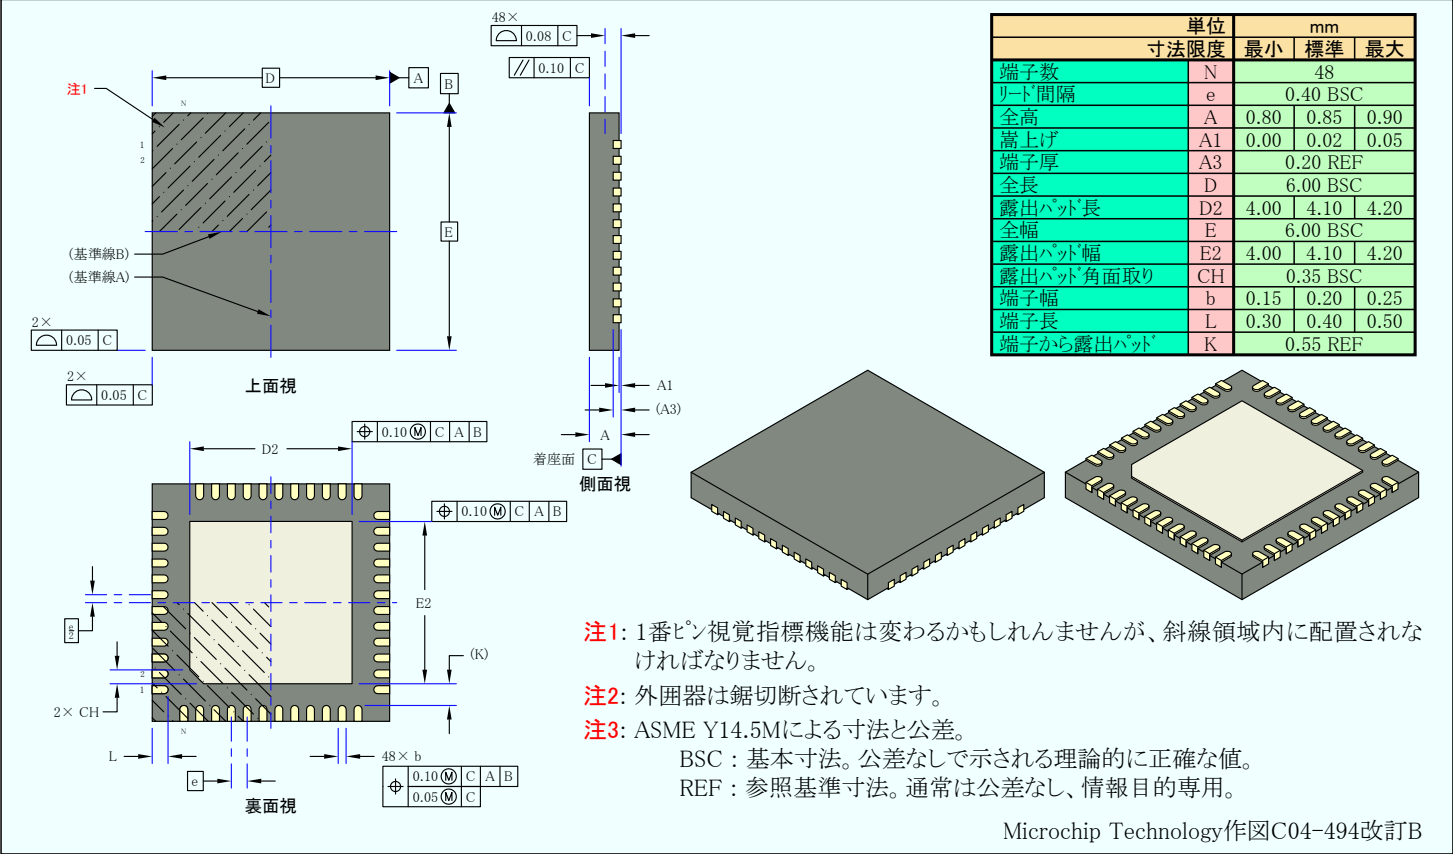 48×
0.08 C
0.10 C
注1
D
A
B
N
1
2
E
(基準線B)
(基準線A)
2×
0.05 C
2×
0.05 C
上面視
A1
(A3)
A
着座面 C
側面視
単位 mm
寸法限度 最小 標準 最大
端子数 N 48
リード間隔 e 0.40 BSC
全高 A 0.80 0.85 0.90
嵩上げ A1 0.00 0.02 0.05
端子厚 A3 0.20 REF
全長 D 6.00 BSC
露出パッド長 D2 4.00 4.10 4.20
全幅 E 6.00 BSC
露出パッド幅 E2 4.00 4.10 4.20
露出パッド角面取り CH 0.35 BSC
端子幅 b 0.15 0.20 0.25
端子長 L 0.30 0.40 0.50
端子から露出パッド K 0.55 REF
0.10 Ⓜ C A B
D2
0.10 Ⓜ C A B
E2
e
2
(K)
2
1
2× CH
N
L
48× b
e
0.10 Ⓜ C A B
0.05 Ⓜ C
裏面視
注1: 1番ピン視覚指標機能は変わるかもしれんませんが、斜線領域内に配置されな
ければなりません。
注2: 外囲器は鋸切断されています。
注3: ASME Y14.5Mによる寸法と公差。
BSC : 基本寸法。公差なしで示される理論的に正確な値。
REF : 参照基準寸法。通常は公差なし、情報目的専用。
Microchip Technology作図C04-494改訂B